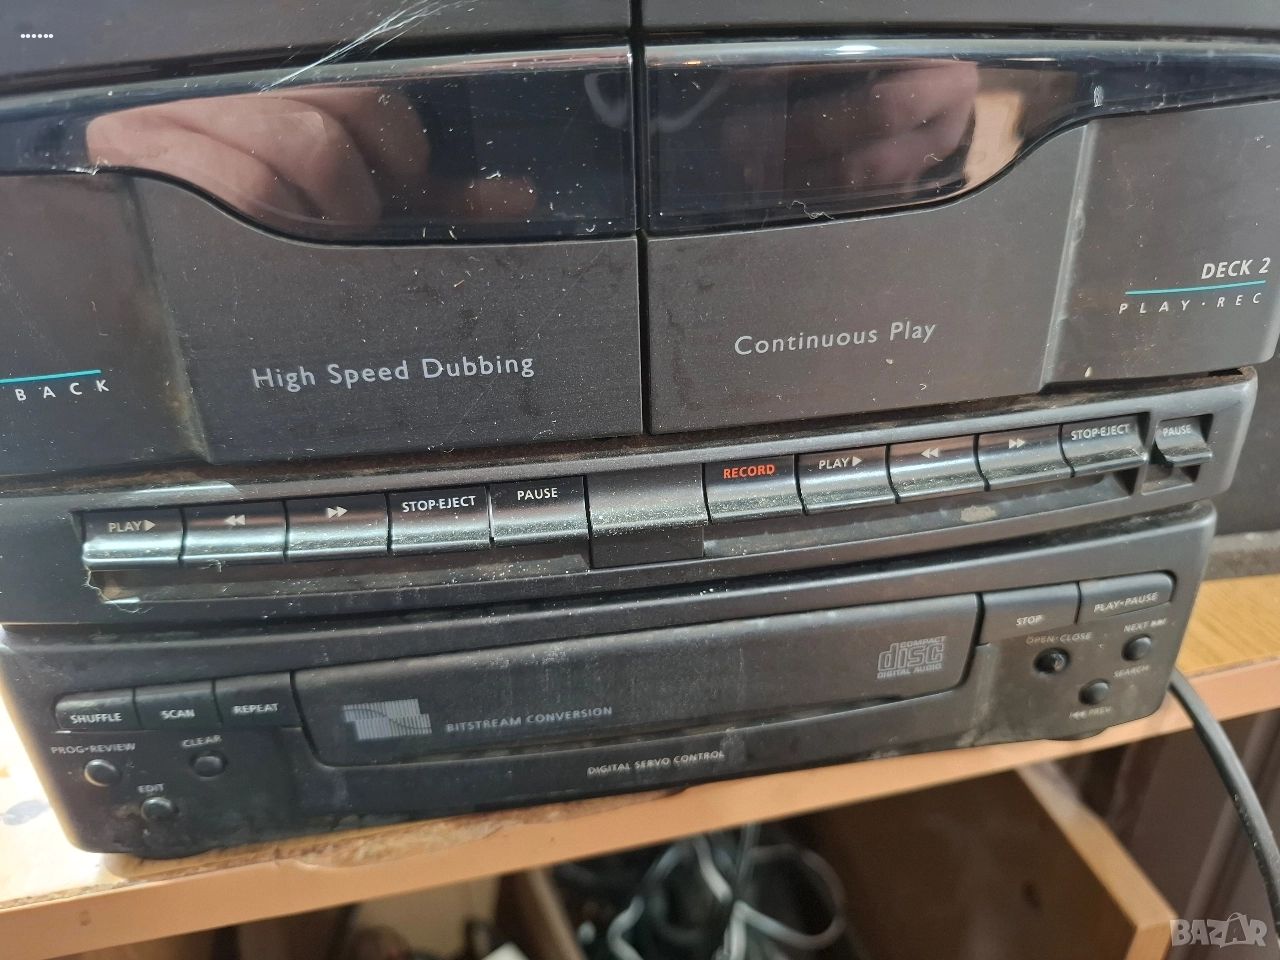 DECK 2
PLAY·REC
BACK
High Speed Dubbing
Continuous Play
PLAY ▶ ◀◀ ▶▶ STOP·EJECT PAUSE
RECORD PLAY ▶ ◀◀ ▶▶ STOP·EJECT PAUSE
SHUFFLE SCAN REPEAT
PROG·REVIEW CLEAR
EDIT
BITSTREAM CONVERSION
COMPACT
disc
DIGITAL AUDIO
DIGITAL SERVO CONTROL
STOP PLAY·PAUSE
OPEN·CLOSE NEXT ▶▶|
SEARCH
|◀◀ PREV
BAZAR